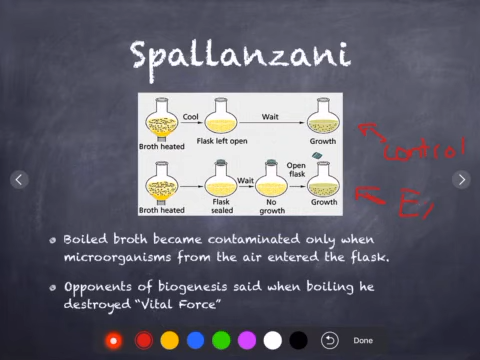 Spallanzani
Cool
Wait
Broth heated
Flask left open
Growth
control
Open
flask
Wait
Broth heated
Flask
sealed
No
growth
Growth
Boiled broth became contaminated only when
microorganisms from the air entered the flask.
Opponents of biogenesis said when boiling he
destroyed "Vital Force"
Done